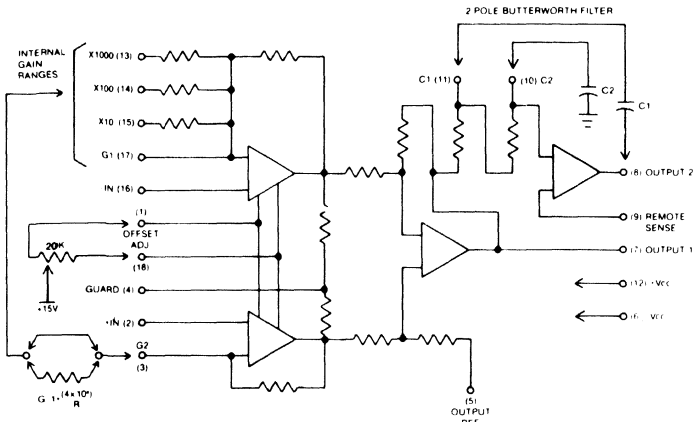 2 POLE BUTTERWORTH FILTER
INTERNAL
GAIN
RANGES
X1000 (13)
X100 (14)
X10 (15)
G1 (17)
IN (16)
C1 (11)
(10) C2
C2
C1
(8) OUTPUT 2
(9) REMOTE
SENSE
(7) OUTPUT 1
(12) +Vcc
(6 -Vcc
(1)
OFFSET
ADJ
(18)
20K
+15V
GUARD (4)
+IN (2)
G2
(3)
G 1+ (4x10⁴)
R
(5)
OUTPUT